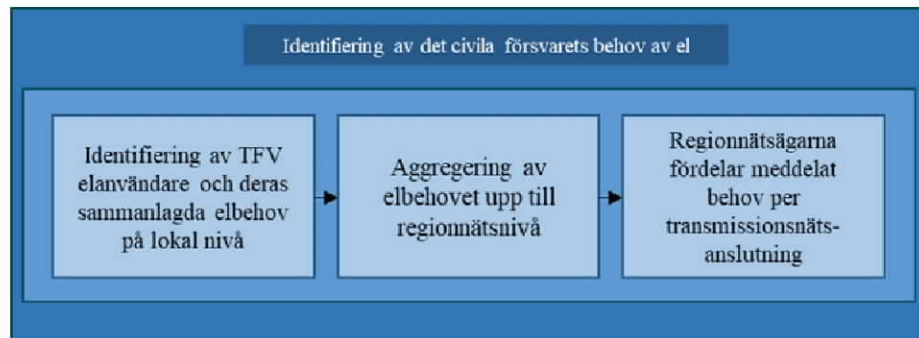 Identifiering av det civila försvarets behov av el
Identifiering av TFV
elanvändare och deras
sammanlagda elbehov
på lokal nivå
Aggregering av
elbehovet upp till
regionnätsnivå
Regionnätsägarna
fördelar meddelat
behov per
transmissionsnäts-
anslutning